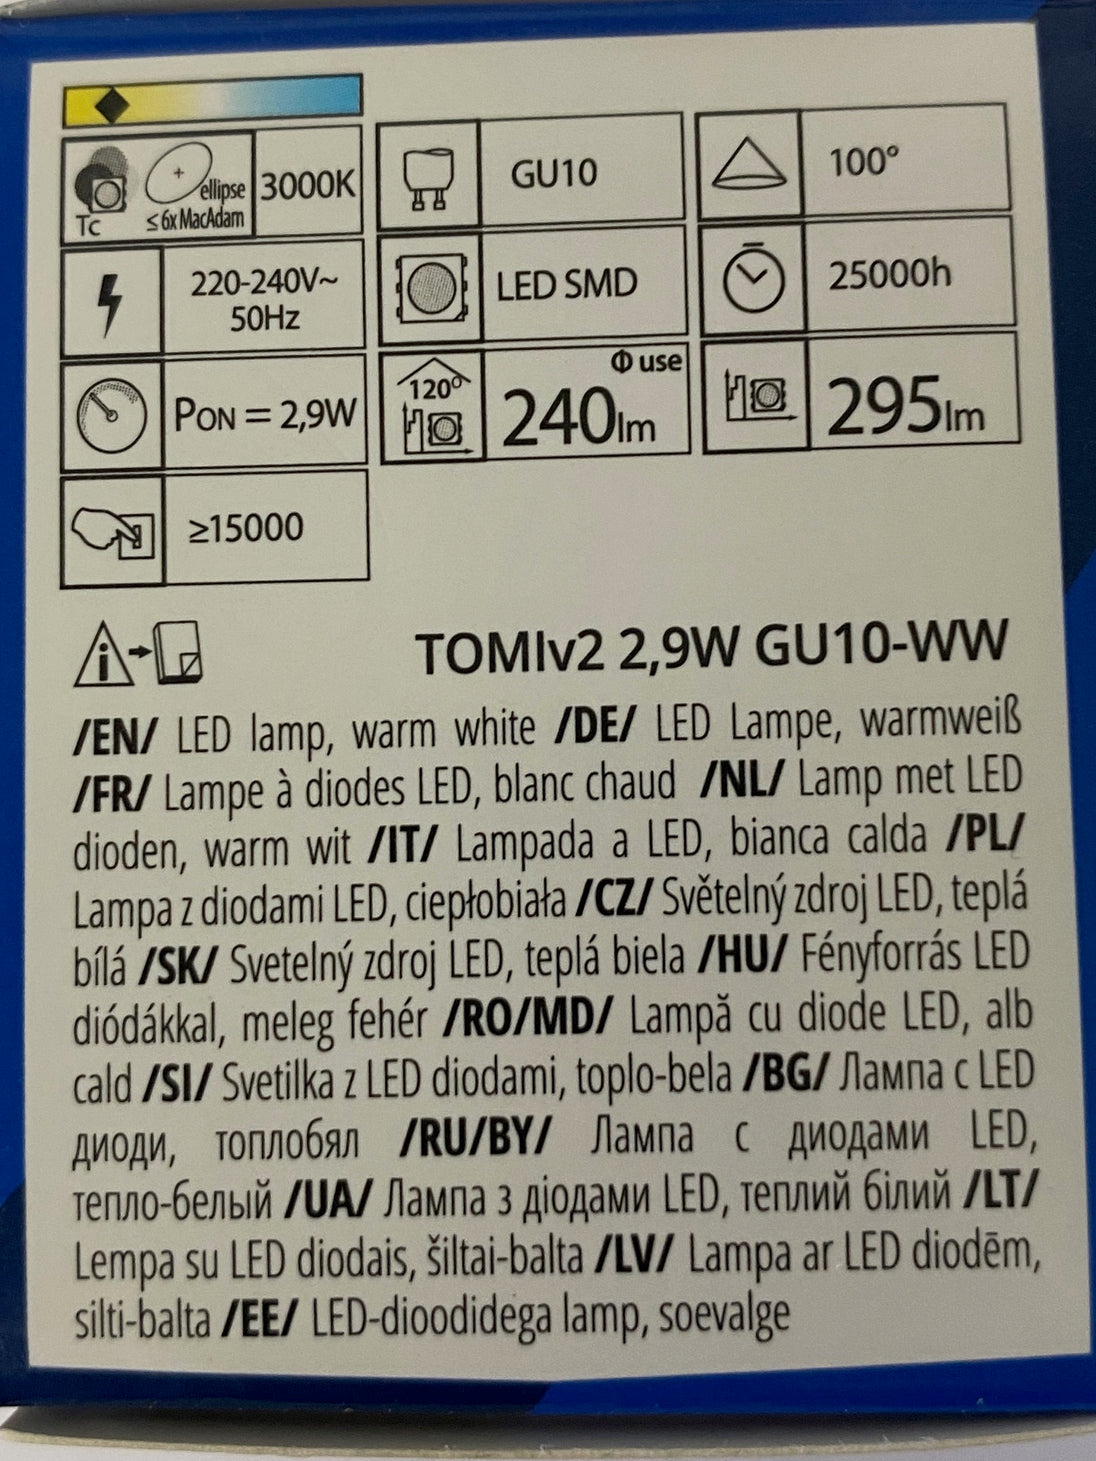 Tc ellipse ≤6xMacAdam 3000K
GU10
100°
220-240V~
50Hz
LED SMD
25000h
PON = 2,9W
120°
Φ use
240lm
295lm
≥15000
i
TOMIv2 2,9W GU10-WW
/EN/ LED lamp, warm white /DE/ LED Lampe, warmweiß
/FR/ Lampe à diodes LED, blanc chaud /NL/ Lamp met LED
dioden, warm wit /IT/ Lampada a LED, bianca calda /PL/
Lampa z diodami LED, ciepłobiała /CZ/ Světelný zdroj LED, teplá
bílá /SK/ Svetelný zdroj LED, teplá biela /HU/ Fényforrás LED
diódákkal, meleg fehér /RO/MD/ Lampă cu diode LED, alb
cald /SI/ Svetilka z LED diodami, toplo-bela /BG/ Лампа с LED
диоди, топлобял /RU/BY/ Лампа с диодами LED,
тепло-белый /UA/ Лампа з діодами LED, теплий білий /LT/
Lempa su LED diodais, šiltai-balta /LV/ Lampa ar LED diodēm,
silti-balta /EE/ LED-dioodidega lamp, soevalge